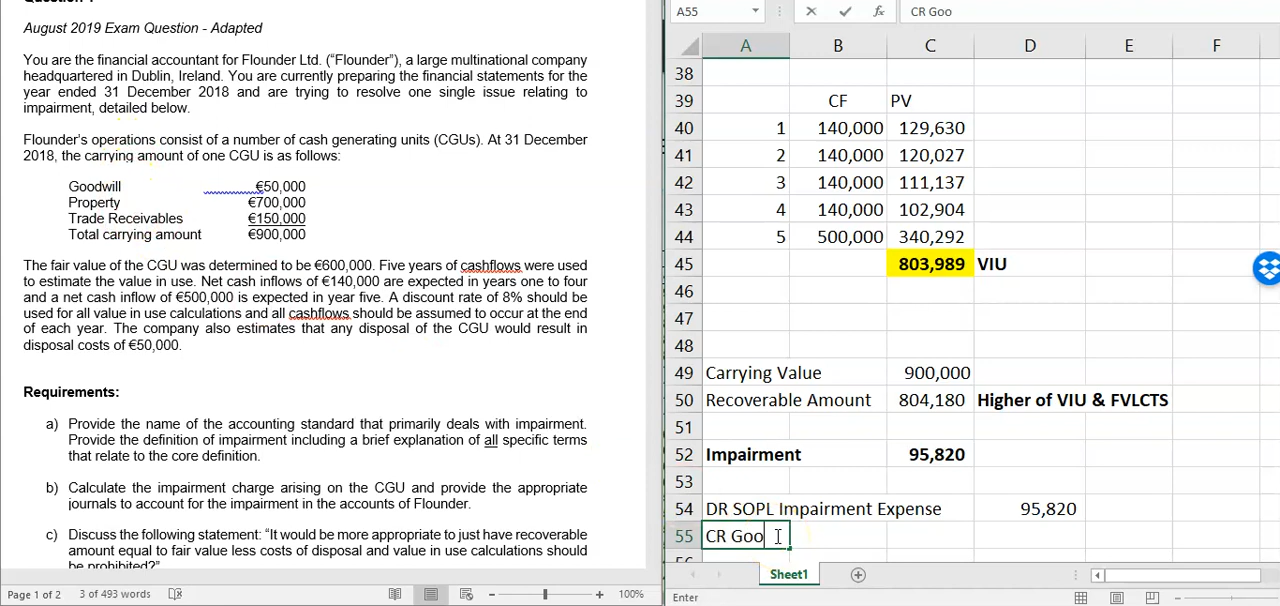 August 2019 Exam Question - Adapted
You are the financial accountant for Flounder Ltd. (“Flounder”), a large multinational company
headquartered in Dublin, Ireland. You are currently preparing the financial statements for the
year ended 31 December 2018 and are trying to resolve one single issue relating to
impairment, detailed below.
Flounder’s operations consist of a number of cash generating units (CGUs). At 31 December
2018, the carrying amount of one CGU is as follows:
Goodwill €50,000
Property €700,000
Trade Receivables €150,000
Total carrying amount €900,000
The fair value of the CGU was determined to be €600,000. Five years of cashflows were used
to estimate the value in use. Net cash inflows of €140,000 are expected in years one to four
and a net cash inflow of €500,000 is expected in year five. A discount rate of 8% should be
used for all value in use calculations and all cashflows should be assumed to occur at the end
of each year. The company also estimates that any disposal of the CGU would result in
disposal costs of €50,000.
Requirements:
a) Provide the name of the accounting standard that primarily deals with impairment.
Provide the definition of impairment including a brief explanation of all specific terms
that relate to the core definition.
b) Calculate the impairment charge arising on the CGU and provide the appropriate
journals to account for the impairment in the accounts of Flounder.
c) Discuss the following statement: “It would be more appropriate to just have recoverable
amount equal to fair value less costs of disposal and value in use calculations should
be prohibited?”
Page 1 of 2 3 of 493 words 100%
A55 fx CR Goo
A B C D E F
38
39 CF PV
40 1 140,000 129,630
41 2 140,000 120,027
42 3 140,000 111,137
43 4 140,000 102,904
44 5 500,000 340,292
45 803,989 VIU
46
47
48
49 Carrying Value 900,000
50 Recoverable Amount 804,180 Higher of VIU & FVLCTS
51
52 Impairment 95,820
53
54 DR SOPL Impairment Expense 95,820
55 CR Goo
Sheet1
Enter